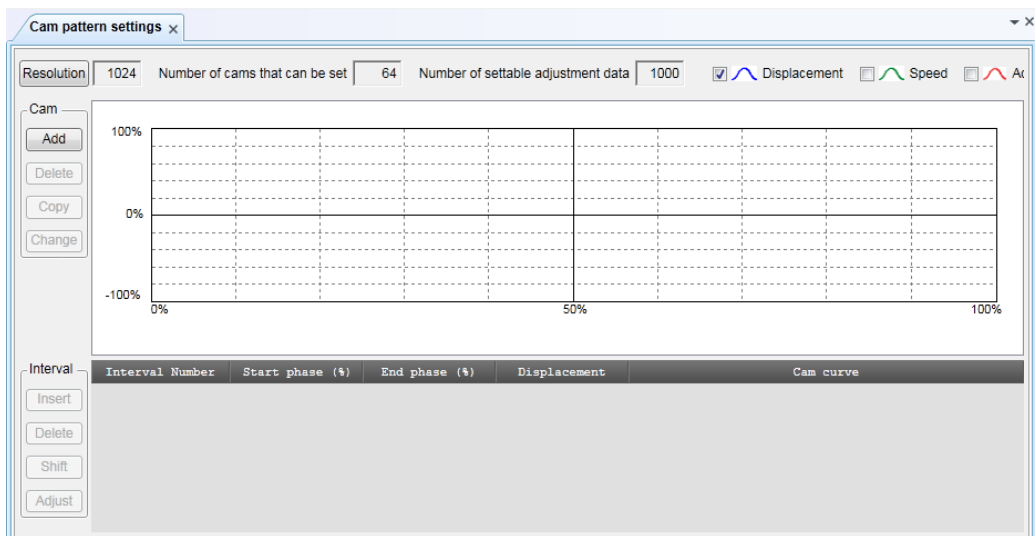 Cam pattern settings
Resolution 1024 Number of cams that can be set 64 Number of settable adjustment data 1000 Displacement Speed Ac
Cam
Add
Delete
Copy
Change
100%
0%
-100%
0% 50% 100%
Interval
Insert
Delete
Shift
Adjust
Interval Number Start phase (%) End phase (%) Displacement Cam curve